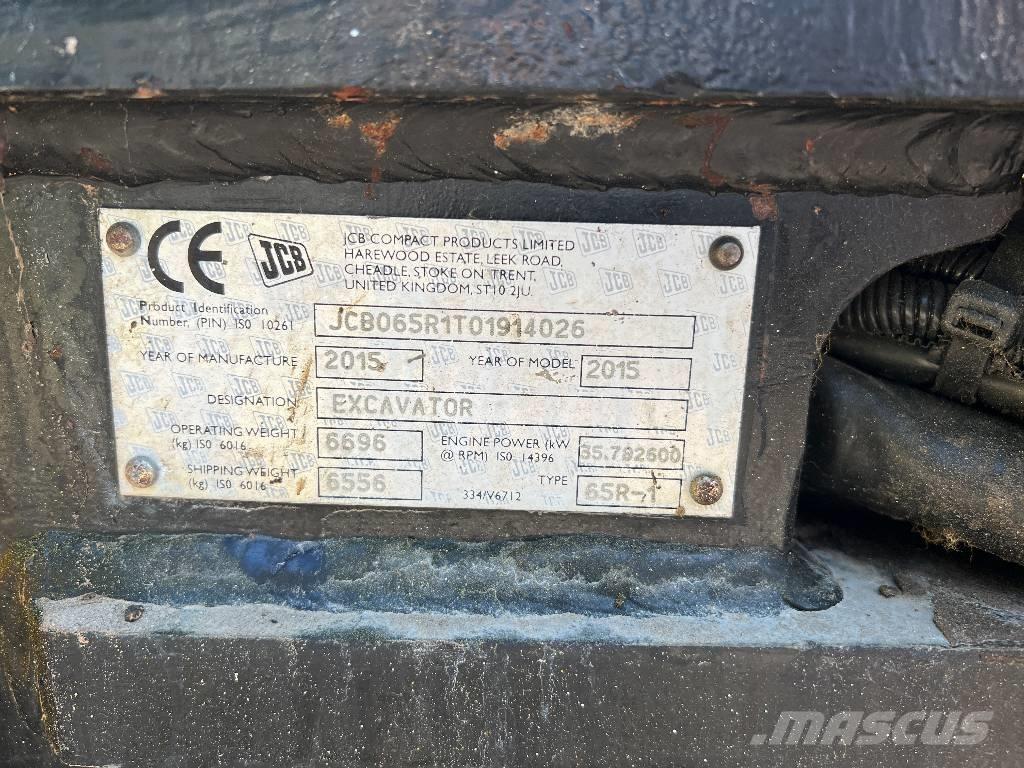 CE
JCB
JCB COMPACT PRODUCTS LIMITED
HAREWOOD ESTATE, LEEK ROAD,
CHEADLE, STOKE ON TRENT.
UNITED KINGDOM, ST10 2JU.
Product Identification
Number. (PIN) ISO 10261
JCB065R1T01914026
YEAR OF MANUFACTURE 2015 YEAR OF MODEL 2015
DESIGNATION EXCAVATOR
OPERATING WEIGHT
(kg) ISO 6016 6696 ENGINE POWER (kW
@ RPM) ISO 14396 35.7@2600
SHIPPING WEIGHT
(kg) ISO 6016 6556 TYPE 65R-1
334/V6712
MASCUS